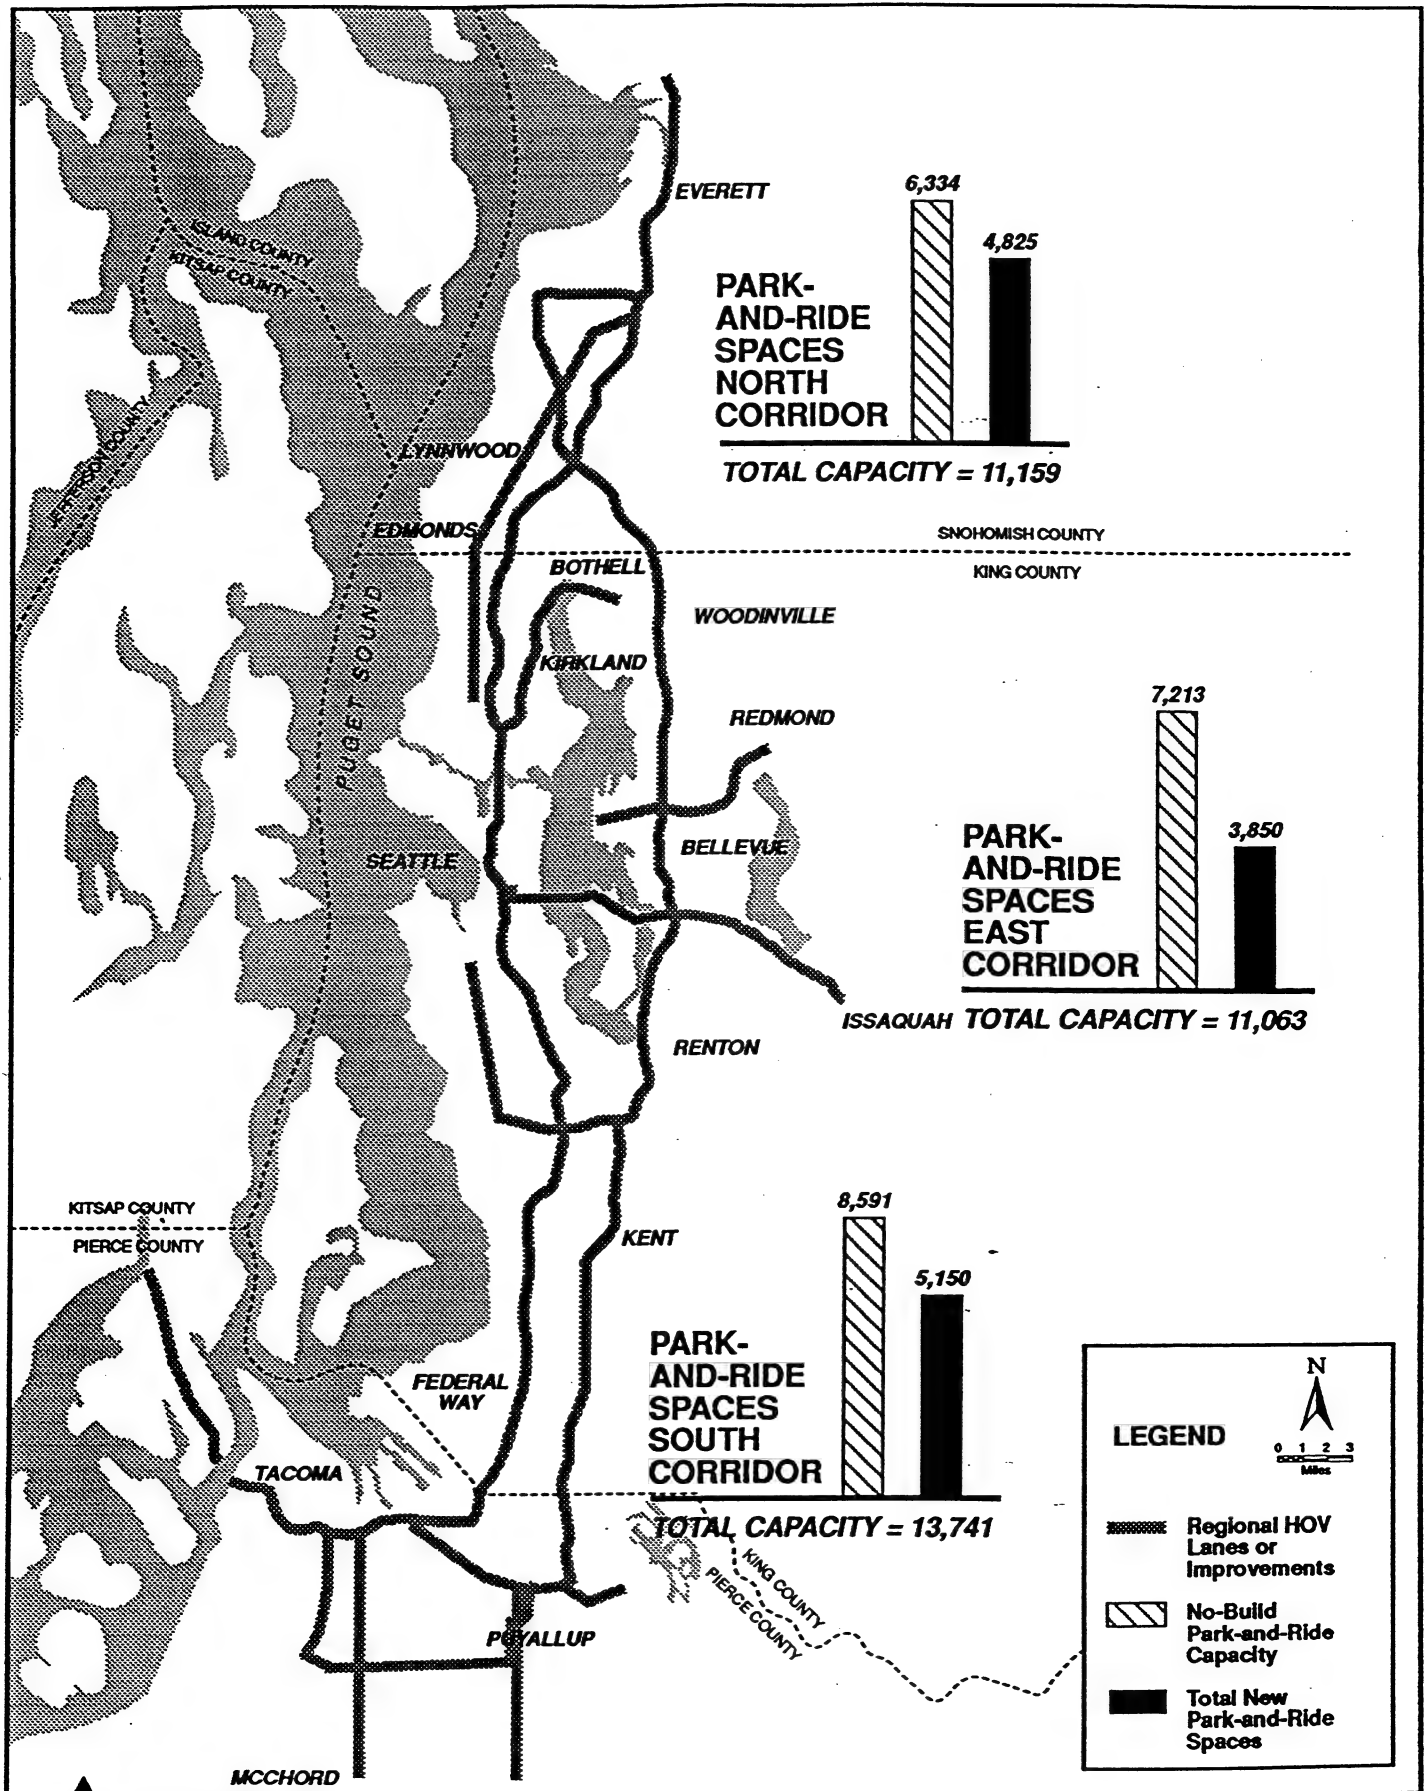 EVERETT
6,334
4,825
PARK-
AND-RIDE
SPACES
NORTH
CORRIDOR
TOTAL CAPACITY = 11,159
ISLAND COUNTY
KITSAP COUNTY
JEFFERSON COUNTY
LYNNWOOD
EDMONDS
SNOHOMISH COUNTY
KING COUNTY
BOTHELL
WOODINVILLE
PUGET SOUND
KIRKLAND
REDMOND
7,213
3,850
PARK-
AND-RIDE
SPACES
EAST
CORRIDOR
SEATTLE
BELLEVUE
ISSAQUAH
TOTAL CAPACITY = 11,063
RENTON
KITSAP COUNTY
PIERCE COUNTY
KENT
8,591
5,150
PARK-
AND-RIDE
SPACES
SOUTH
CORRIDOR
TOTAL CAPACITY = 13,741
FEDERAL
WAY
TACOMA
KING COUNTY
PIERCE COUNTY
PUYALLUP
MCCHORD
N
LEGEND
0 1 2 3
Miles
Regional HOV
Lanes or
Improvements
No-Build
Park-and-Ride
Capacity
Total New
Park-and-Ride
Spaces